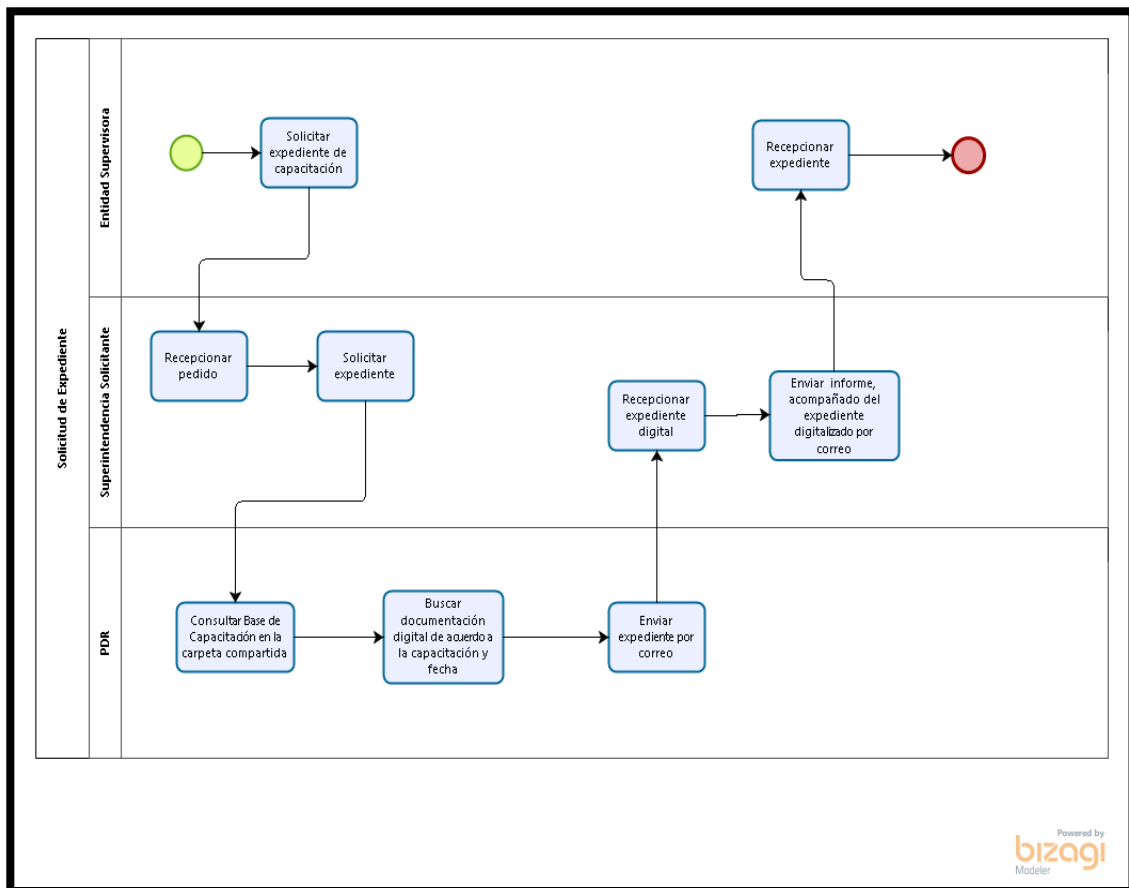 Solicitud de Expediente
Entidad Supervisora
Solicitar
expediente de
capacitación
Recepcionar
expediente
Superintendencia Solicitante
Recepcionar
pedido
Solicitar
expediente
Recepcionar
expediente
digital
Enviar informe,
acompañado del
expediente
digitalizado por
correo
PDR
Consultar Base de
Capacitación en la
carpeta compartida
Buscar
documentación
digital de acuerdo a
la capacitación y
fecha
Enviar
expediente por
correo
Powered by
bizagi
Modeler